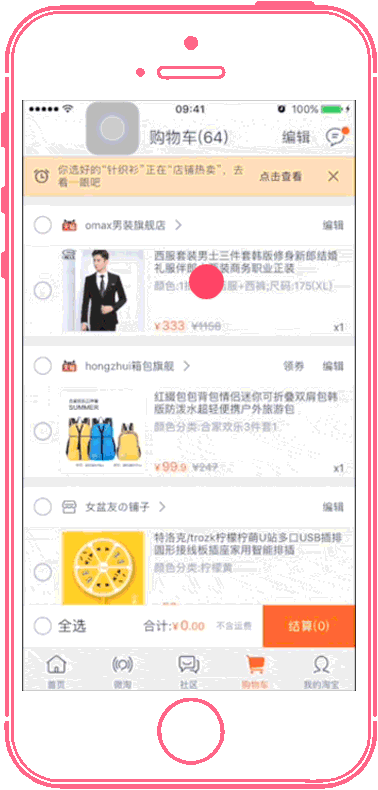 09:41
100%
购物车(64)
编辑
你选好的“针织衫”正在“店铺热卖”，去
看一眼吧
点击查看
omax男装旗舰店
编辑
西服套装男士三件套韩版修身新郎结婚
礼服伴郎
装商务职业正装
颜色:1
服+西裤;尺码:175(XL)
¥333 ¥1158
x1
hongzhui箱包旗舰
领券
编辑
SUMMER
红缀包包背包情侣迷你可折叠双肩包韩
版防泼水超轻便携户外旅游包
颜色分类:合家欢乐3件套1
¥99.9 ¥247
x1
女盆友の铺子
编辑
特洛克/trozk柠檬柠萌U站多口USB插排
圆形接线板插座家用智能排插
颜色分类:柠檬黄
全选
合计:¥0.00
不含运费
结算(0)
首页
微淘
社区
购物车
我的淘宝